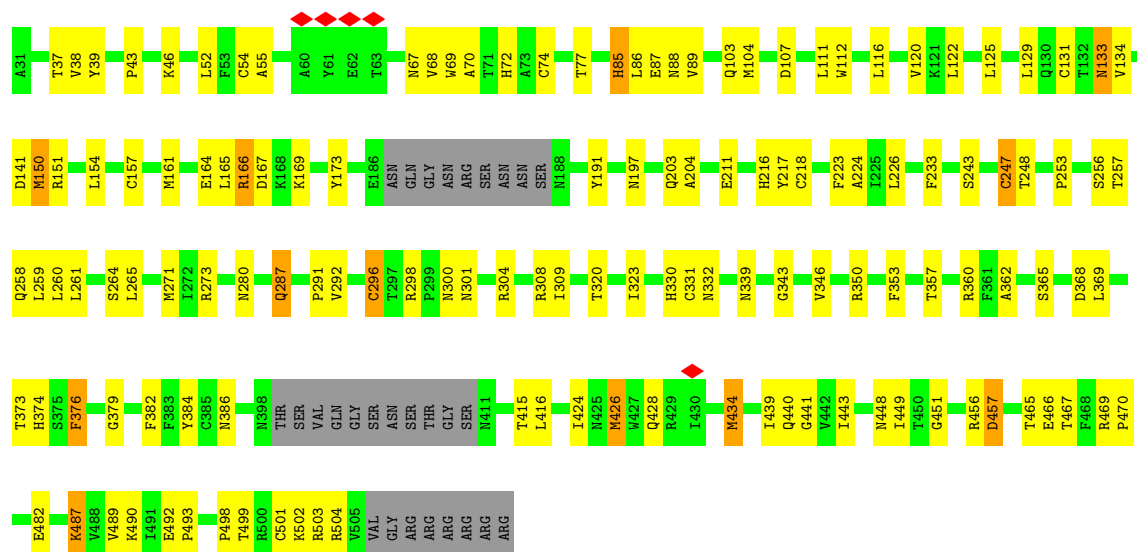 A31 T37 V38 Y39 P43 K46 L52 F53 C54 A55 A60 Y61 E62 T63 N67 V68 W69 A70 T71 H72 A73 C74 T77 H85 L86 E87 N88 V89 Q103 M104 D107 L111 W112 L116 V120 K121 L122 L125 L129 Q130 C131 T132 N133 V134
D141 M150 R151 L154 C157 M161 E164 L165 R166 D167 K168 K169 Y173 E186 ASN GLN GLY ASN ARG SER ASN ASN SER N188 Y191 N197 Q203 A204 E211 H216 Y217 C218 F223 A224 I225 L226 F233 S243 C247 T248 P253 S256 T257
Q258 L259 L260 L261 S264 L265 M271 I272 R273 N280 Q287 P291 V292 C296 T297 R298 P299 N300 N301 R304 R308 I309 T320 I323 H330 C331 N332 N339 G343 V346 R350 F353 T357 R360 F361 A362 S365 D368 L369
T373 H374 S375 F376 G379 F382 F383 Y384 C385 N386 N398 THR SER VAL GLN GLY SER ASN SER THR GLY SER N411 T415 L416 I424 N425 M426 W427 Q428 R429 I430 M434 I439 Q440 G441 V442 I443 N448 I449 T450 G451 R456 D457 T465 E466 T467 F468 R469 P470
E482 K487 V488 V489 K490 I491 E492 P493 P498 T499 R500 C501 K502 R503 R504 V505 VAL GLY ARG ARG ARG ARG ARG ARG